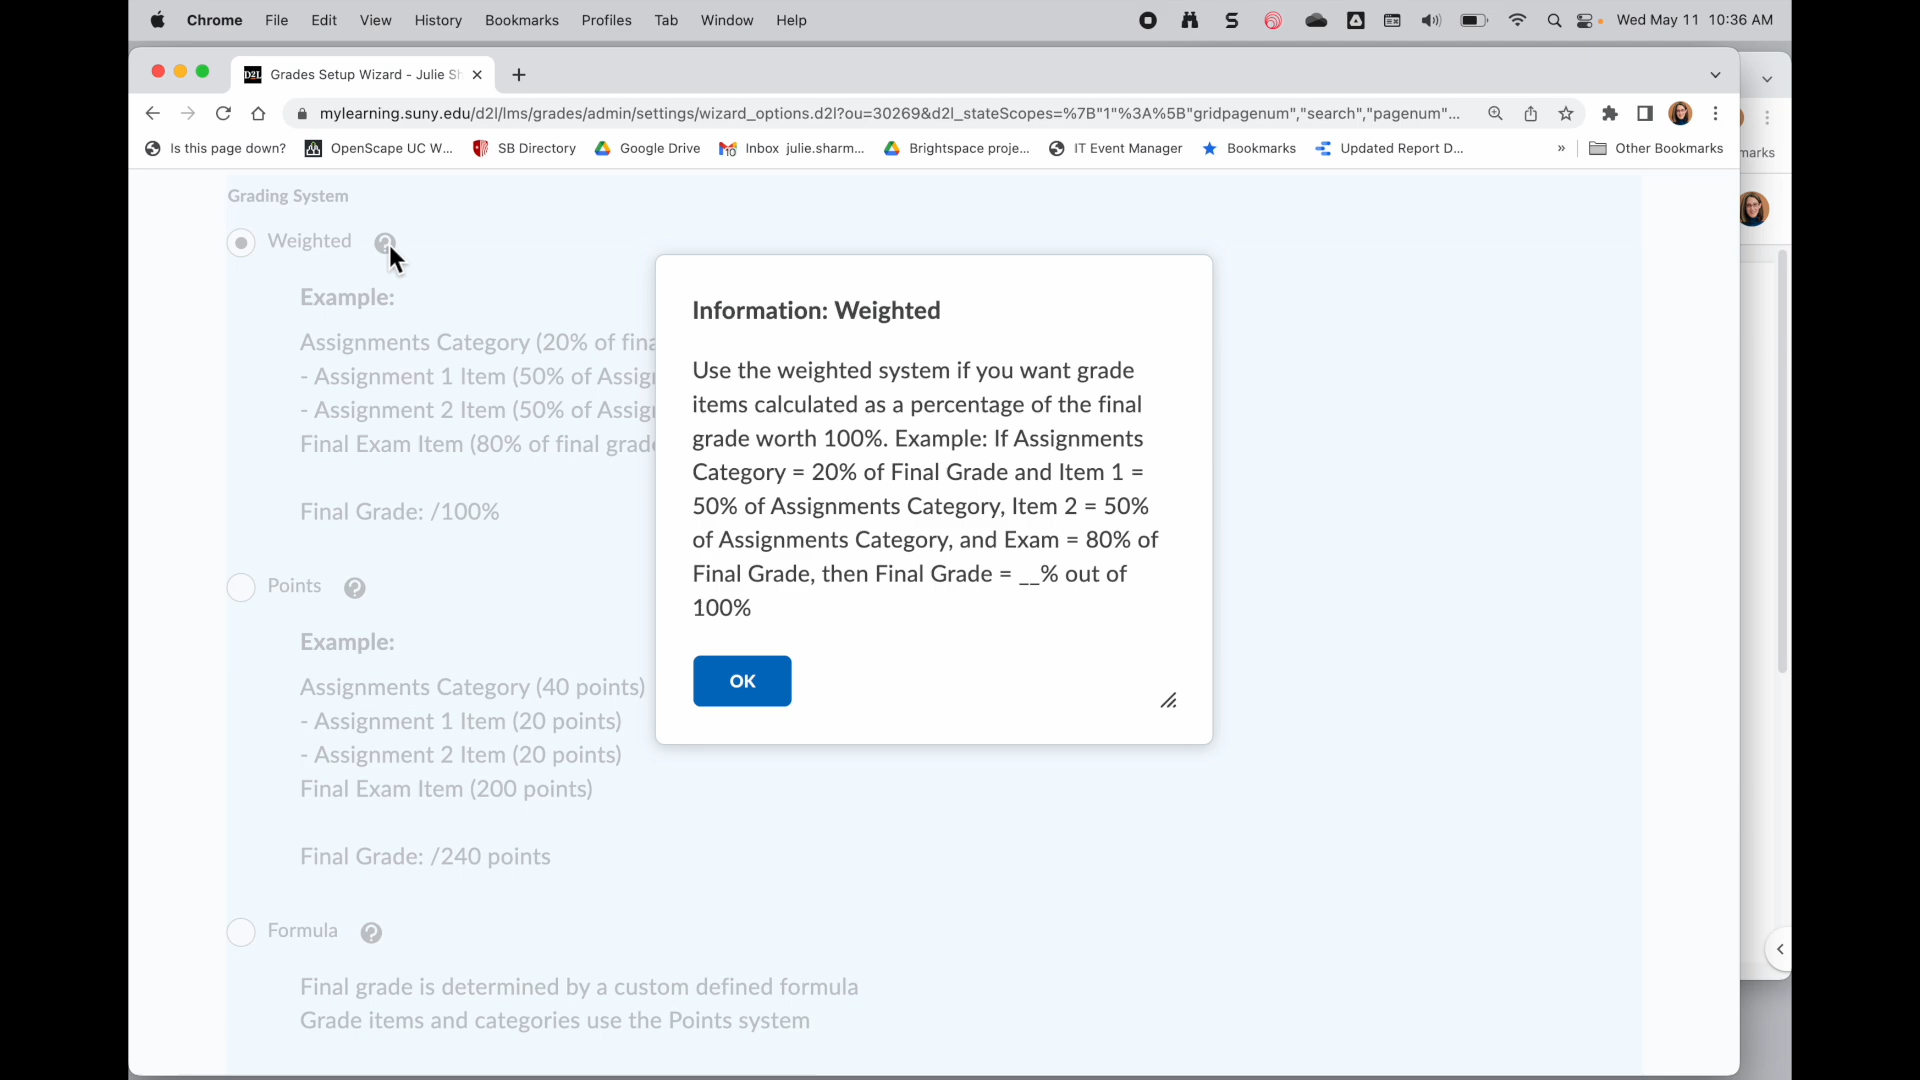 Chrome File Edit View History Bookmarks Profiles Tab Window Help
Wed May 11 10:36 AM
D2L Grades Setup Wizard - Julie Sh
mylearning.suny.edu/d2l/lms/grades/admin/settings/wizard_options.d2l?ou=30269&d2l_stateScopes=%7B"1"%3A%5B"gridpagenum","search","pagenum"...
Is this page down? OpenScape UC W... SB Directory Google Drive Inbox julie.sharm... Brightspace proje... IT Event Manager Bookmarks Updated Report D... » Other Bookmarks
marks
Grading System
Weighted
Example:
Assignments Category (20% of fina
- Assignment 1 Item (50% of Assig
- Assignment 2 Item (50% of Assig
Final Exam Item (80% of final grad
Final Grade: /100%
Points
Example:
Assignments Category (40 points)
- Assignment 1 Item (20 points)
- Assignment 2 Item (20 points)
Final Exam Item (200 points)
Final Grade: /240 points
Formula
Final grade is determined by a custom defined formula
Grade items and categories use the Points system
Information: Weighted
Use the weighted system if you want grade
items calculated as a percentage of the final
grade worth 100%. Example: If Assignments
Category = 20% of Final Grade and Item 1 =
50% of Assignments Category, Item 2 = 50%
of Assignments Category, and Exam = 80% of
Final Grade, then Final Grade = __% out of
100%
OK